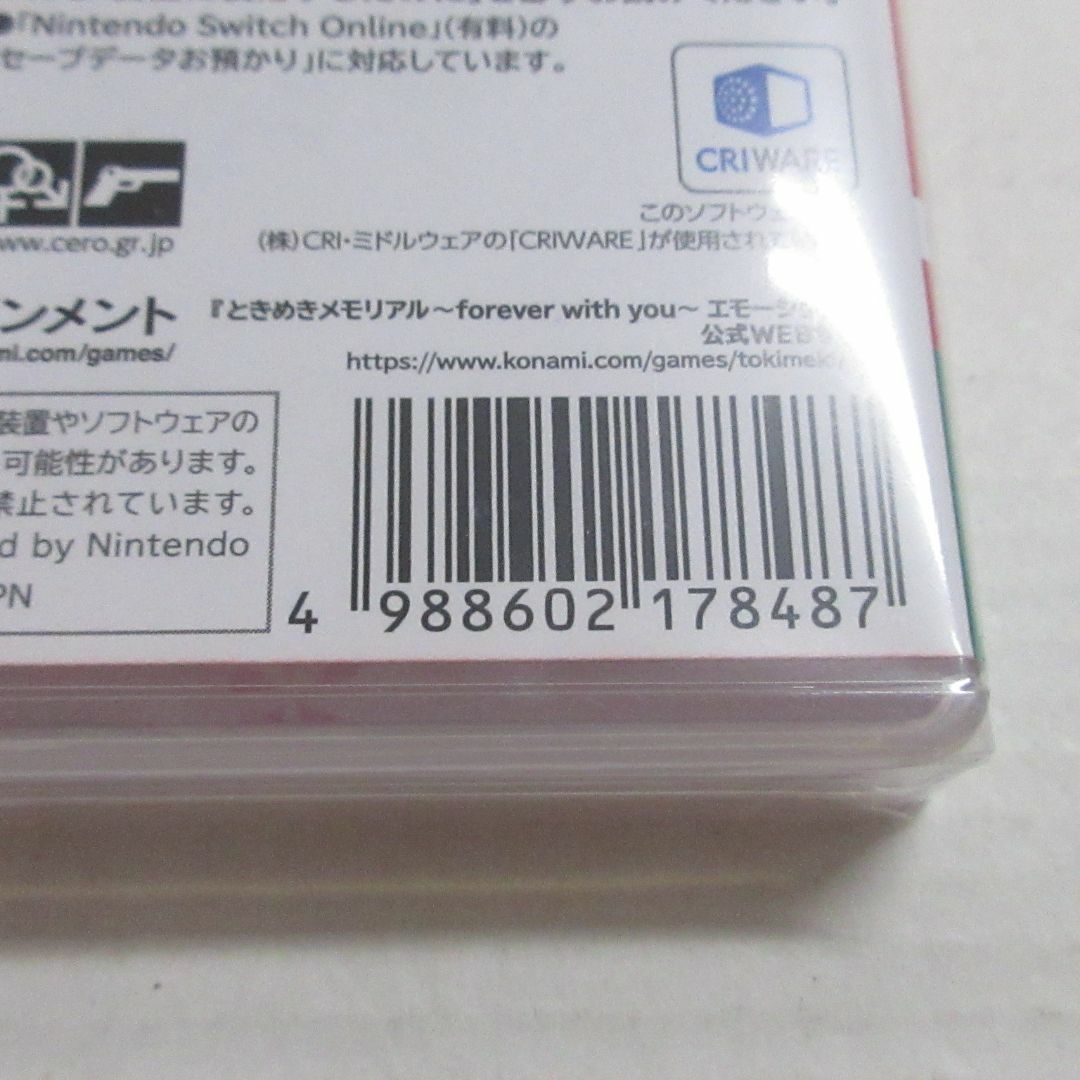 ●「Nintendo Switch Online」(有料)の
セーブデータお預かり」に対応しています。
CRIWARE
このソフトウェ
www.cero.gr.jp
(株)CRI・ミドルウェアの「CRIWARE」が使用されて
ンメント
『ときめきメモリアル~forever with you~ エモー
公式WEB
mi.com/games/
https://www.konami.com/games/tokimek
装置やソフトウェアの
可能性があります。
禁止されています。
d by Nintendo
PN
4 988602 178487